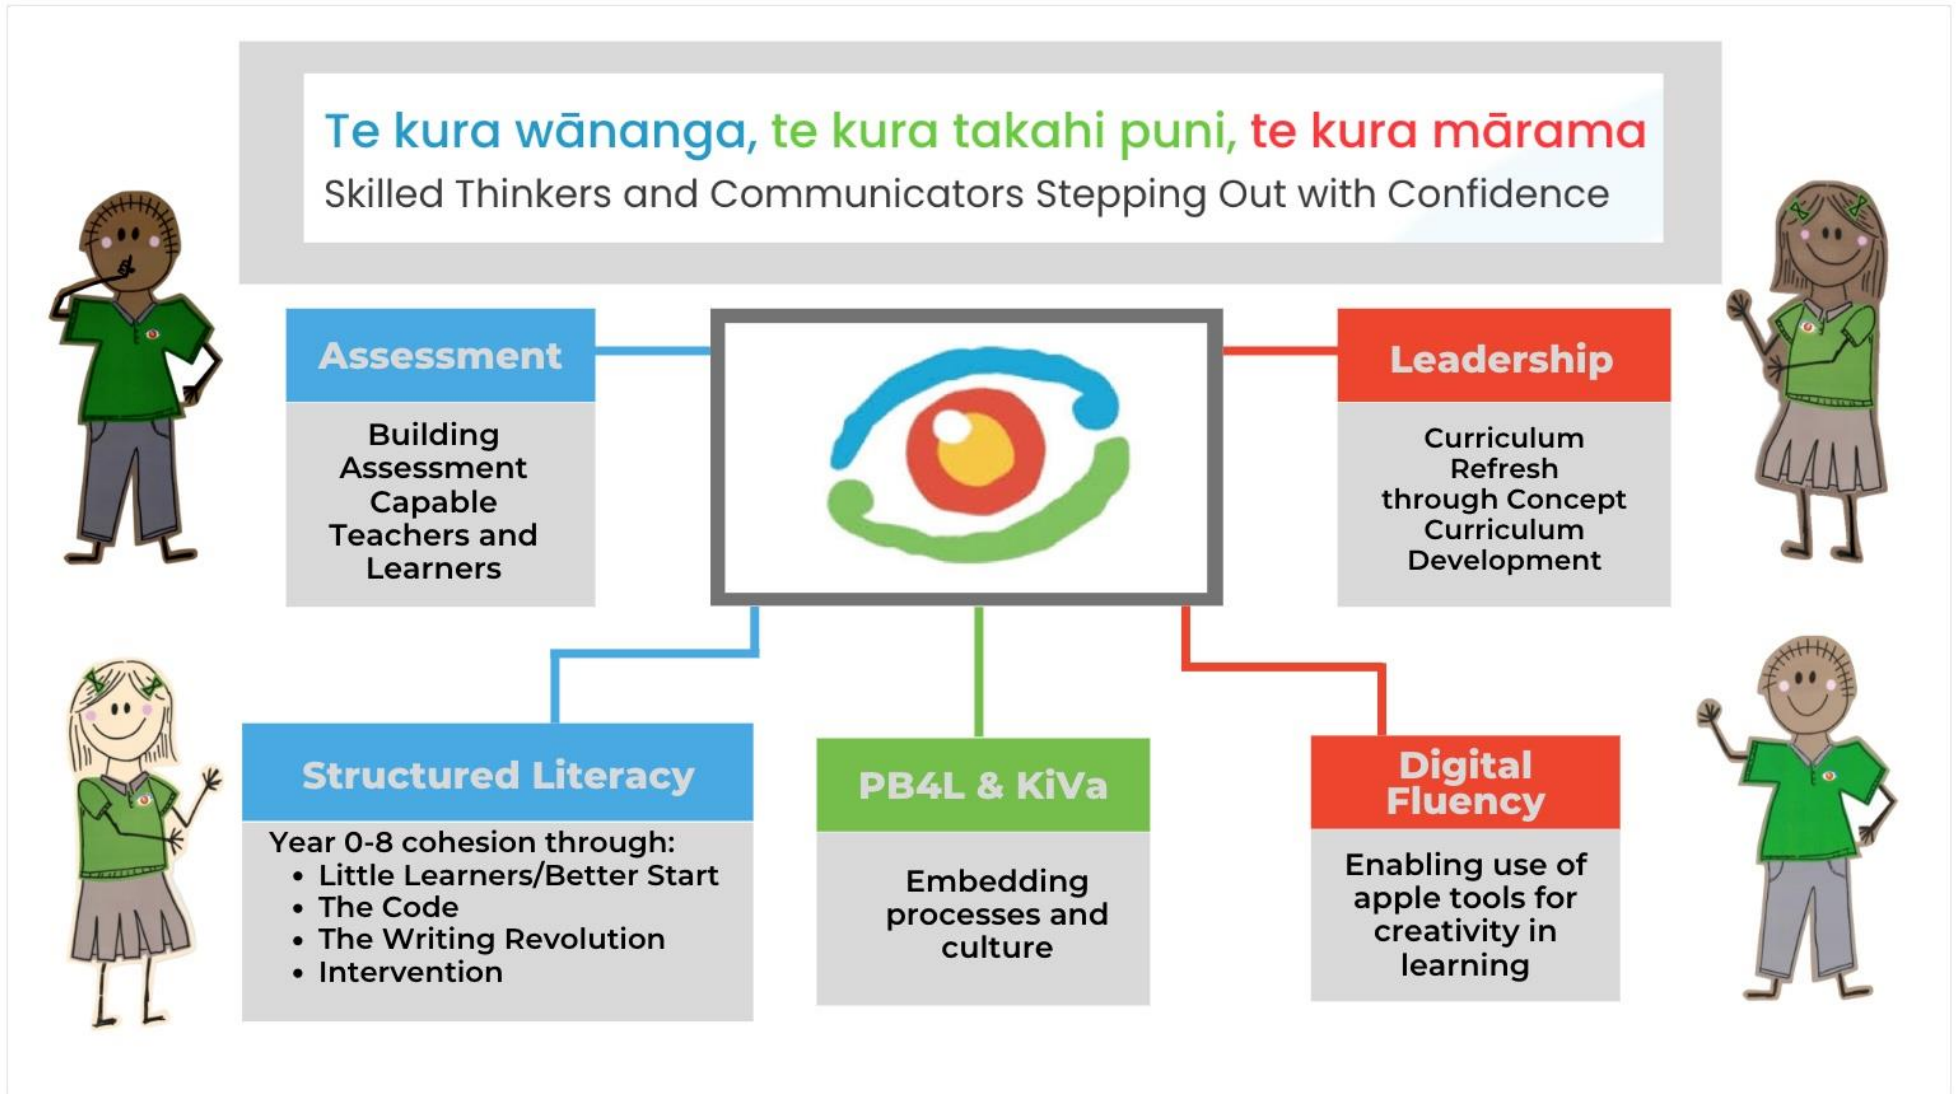 Te kura wānanga, te kura takahi puni, te kura mārama
Skilled Thinkers and Communicators Stepping Out with Confidence
Assessment
Building
Assessment
Capable
Teachers and
Learners
Leadership
Curriculum
Refresh
through Concept
Curriculum
Development
Structured Literacy
Year 0-8 cohesion through:
• Little Learners/Better Start
• The Code
• The Writing Revolution
• Intervention
PB4L & KiVa
Embedding
processes and
culture
Digital
Fluency
Enabling use of
apple tools for
creativity in
learning